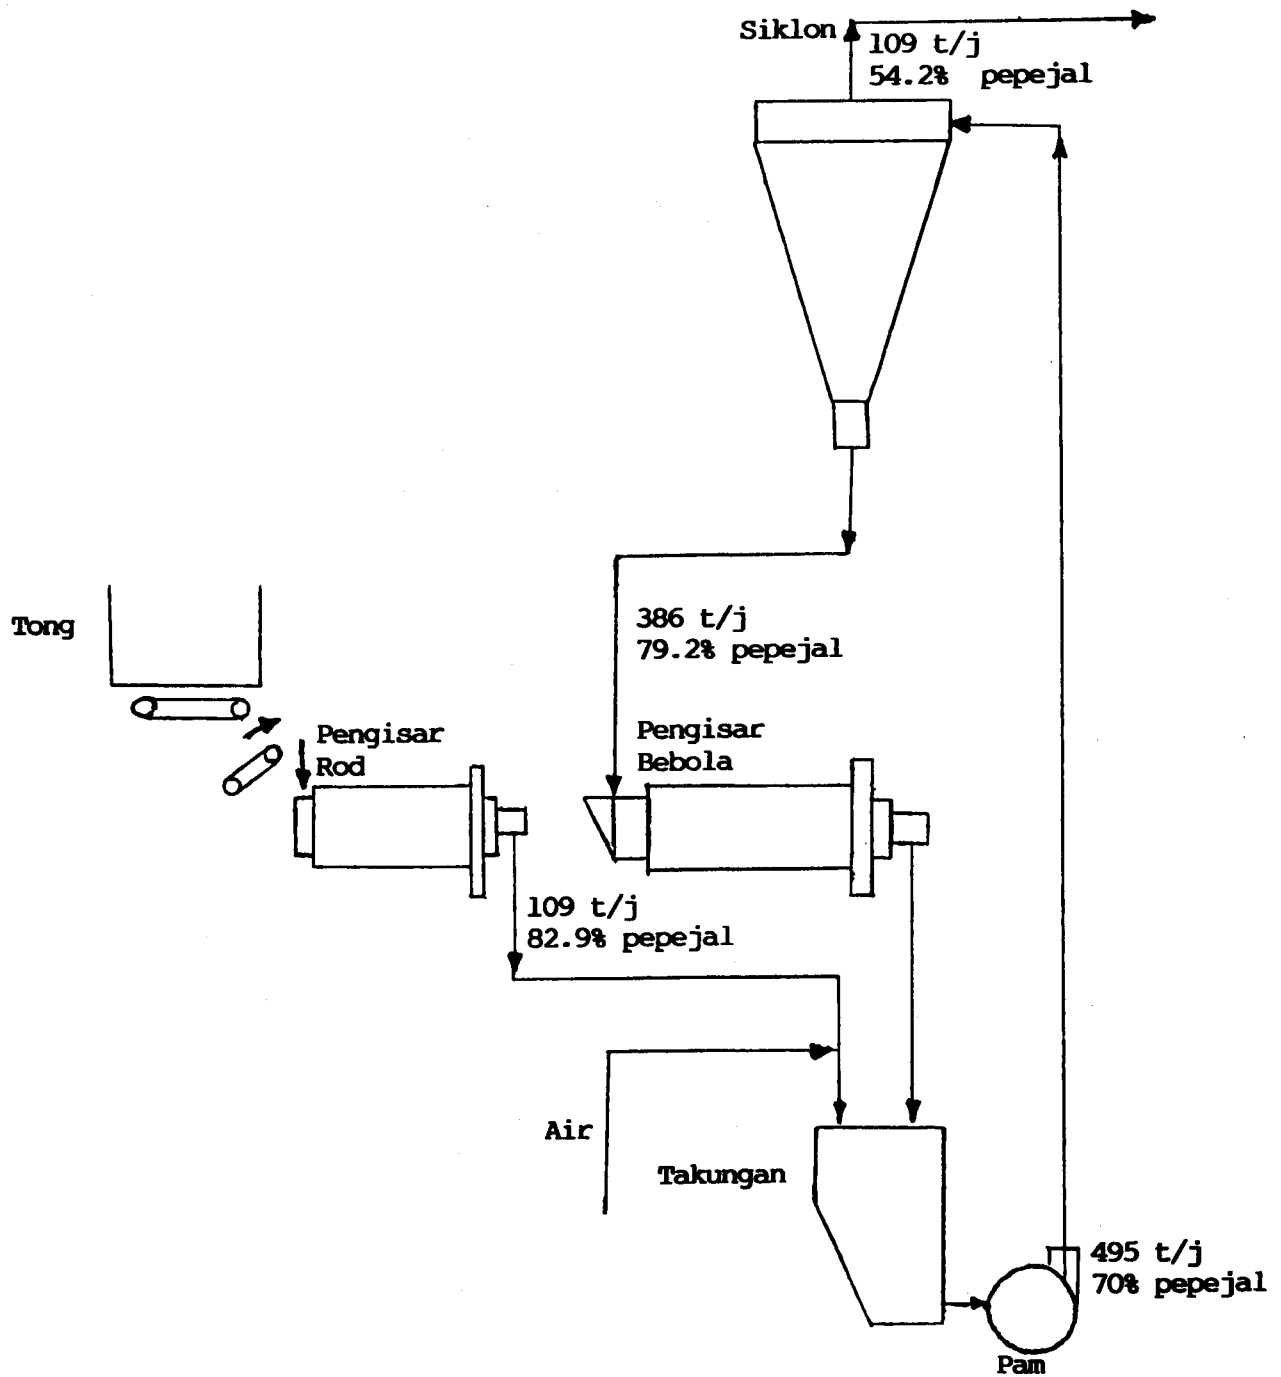 Siklon
109 t/j
54.2% pepejal
Tong
386 t/j
79.2% pepejal
Pengisar
Rod
Pengisar
Bebola
109 t/j
82.9% pepejal
Air
Takungan
495 t/j
70% pepejal
Pam